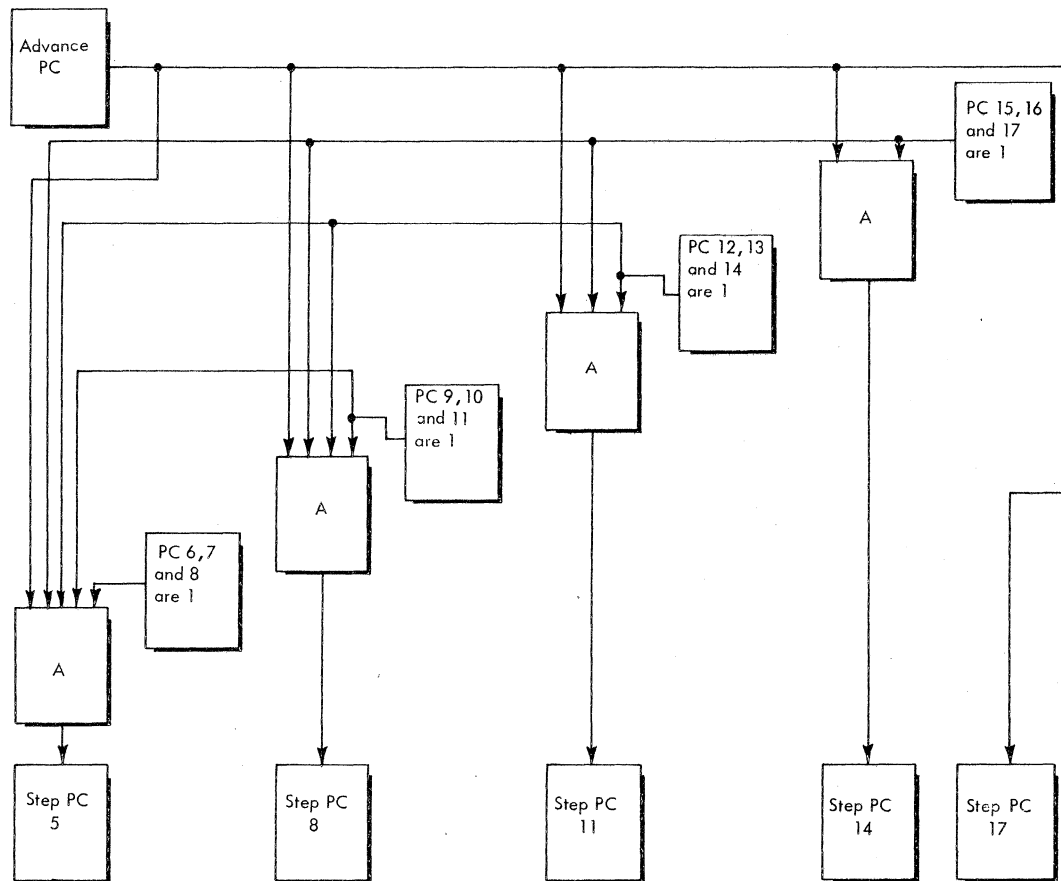 Advance
PC
PC 15, 16
and 17
are 1
A
PC 12, 13
and 14
are 1
A
PC 9, 10
and 11
are 1
A
PC 6, 7
and 8
are 1
A
Step PC
5
Step PC
8
Step PC
11
Step PC
14
Step PC
17